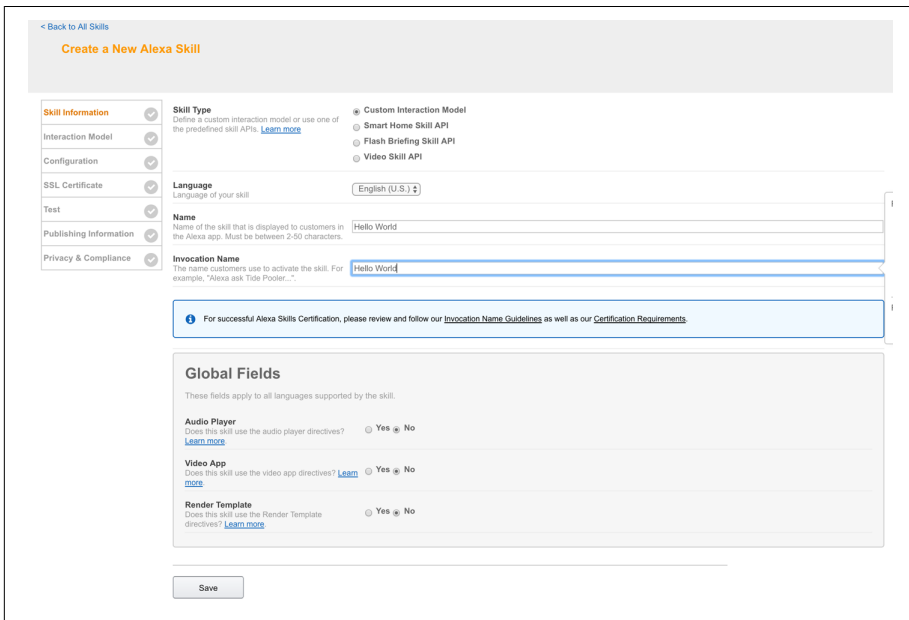 < Back to All Skills
Create a New Alexa Skill
Skill Information
Interaction Model
Configuration
SSL Certificate
Test
Publishing Information
Privacy & Compliance
Skill Type
Define a custom interaction model or use one of
the predefined skill APIs. Learn more
Custom Interaction Model
Smart Home Skill API
Flash Briefing Skill API
Video Skill API
Language
Language of your skill
English (U.S.)
Name
Name of the skill that is displayed to customers in
the Alexa app. Must be between 2-50 characters.
Hello World
Invocation Name
The name customers use to activate the skill. For
example, "Alexa ask Tide Pooler...".
Hello World
For successful Alexa Skills Certification, please review and follow our Invocation Name Guidelines as well as our Certification Requirements.
Global Fields
These fields apply to all languages supported by the skill.
Audio Player
Does this skill use the audio player directives?
Learn more.
Yes No
Video App
Does this skill use the video app directives? Learn
more.
Yes No
Render Template
Does this skill use the Render Template
directives? Learn more.
Yes No
Save